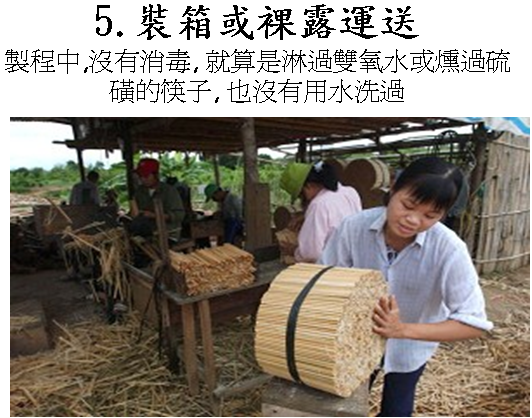 5.裝箱或裸露運送
製程中,沒有消毒,就算是淋過雙氧水或燻過硫
磺的筷子,也沒有用水洗過